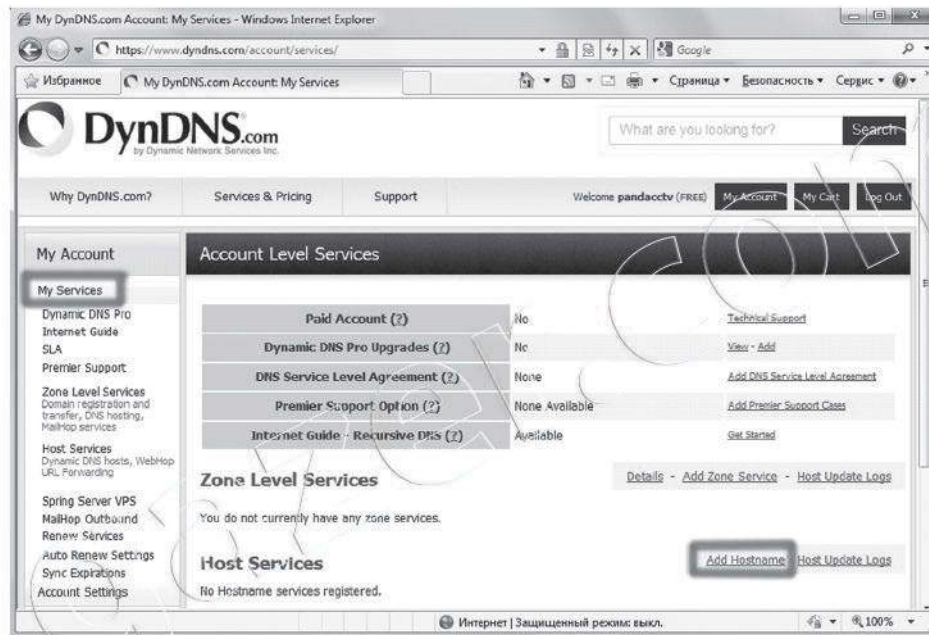 My DynDNS.com Account: My Services - Windows Internet Explorer
https://www.dyndns.com/account/services/
Google
Избранное
My DynDNS.com Account: My Services
Страница
Безопасность
Сервис
DynDNS.com
by Dynamic Network Services Inc.
What are you looking for?
Search
Why DynDNS.com?
Services & Pricing
Support
Welcome pandacctv (FREE)
My Account
My Cart
Log Out
My Account
My Services
Dynamic DNS Pro
Internet Guide
SLA
Premier Support
Zone Level Services
Domain registration and
transfer, DNS hosting,
MailHop services
Host Services
Dynamic DNS hosts, WebHop
URL Forwarding
Spring Server VPS
MailHop Outbound
Renew Services
Auto Renew Settings
Sync Expirations
Account Settings
Account Level Services
Paid Account (?) No Technical Support
Dynamic DNS Pro Upgrades (?) No View - Add
DNS Service Level Agreement (?) None Add DNS Service Level Agreement
Premier Support Option (?) None Available Add Premier Support Cases
Internet Guide - Recursive DNS (?) Available Get Started
Zone Level Services
Details - Add Zone Service - Host Update Logs
You do not currently have any zone services.
Host Services
Add Hostname Host Update Logs
No Hostname services registered.
Интернет | Защищенный режим: выкл.
100%